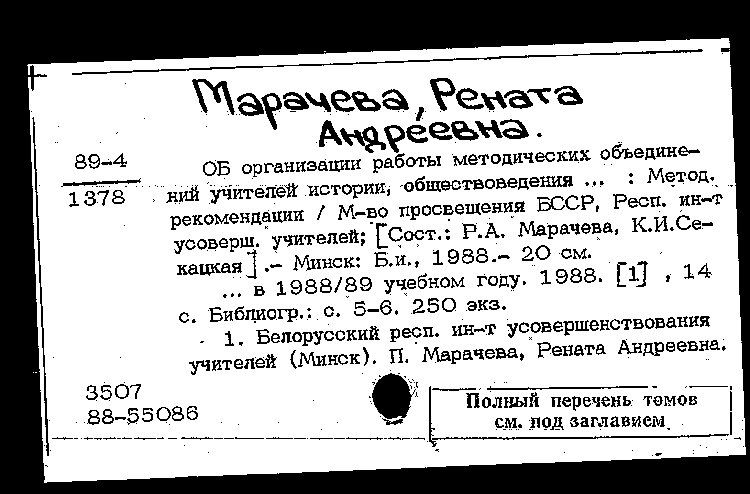 Марачева, Рената
Андреевна.
89-4
1378
ОБ организации работы методических объедине-
ний учителей истории, обществоведения ... : Метод.
рекомендации / М-во просвещения БССР, Респ. ин-т
усоверш. учителей; [Сост.: Р.А. Марачева, К.И.Се-
кацкая].- Минск: Б.и., 1988.- 20 см.
... в 1988/89 учебном году. 1988. [1] , 14
с. Библиогр.: с. 5-6. 250 экз.
1. Белорусский респ. ин-т усовершенствования
учителей (Минск). П. Марачева, Рената Андреевна.
3507
88-55086
Полный перечень томов
см. под заглавием